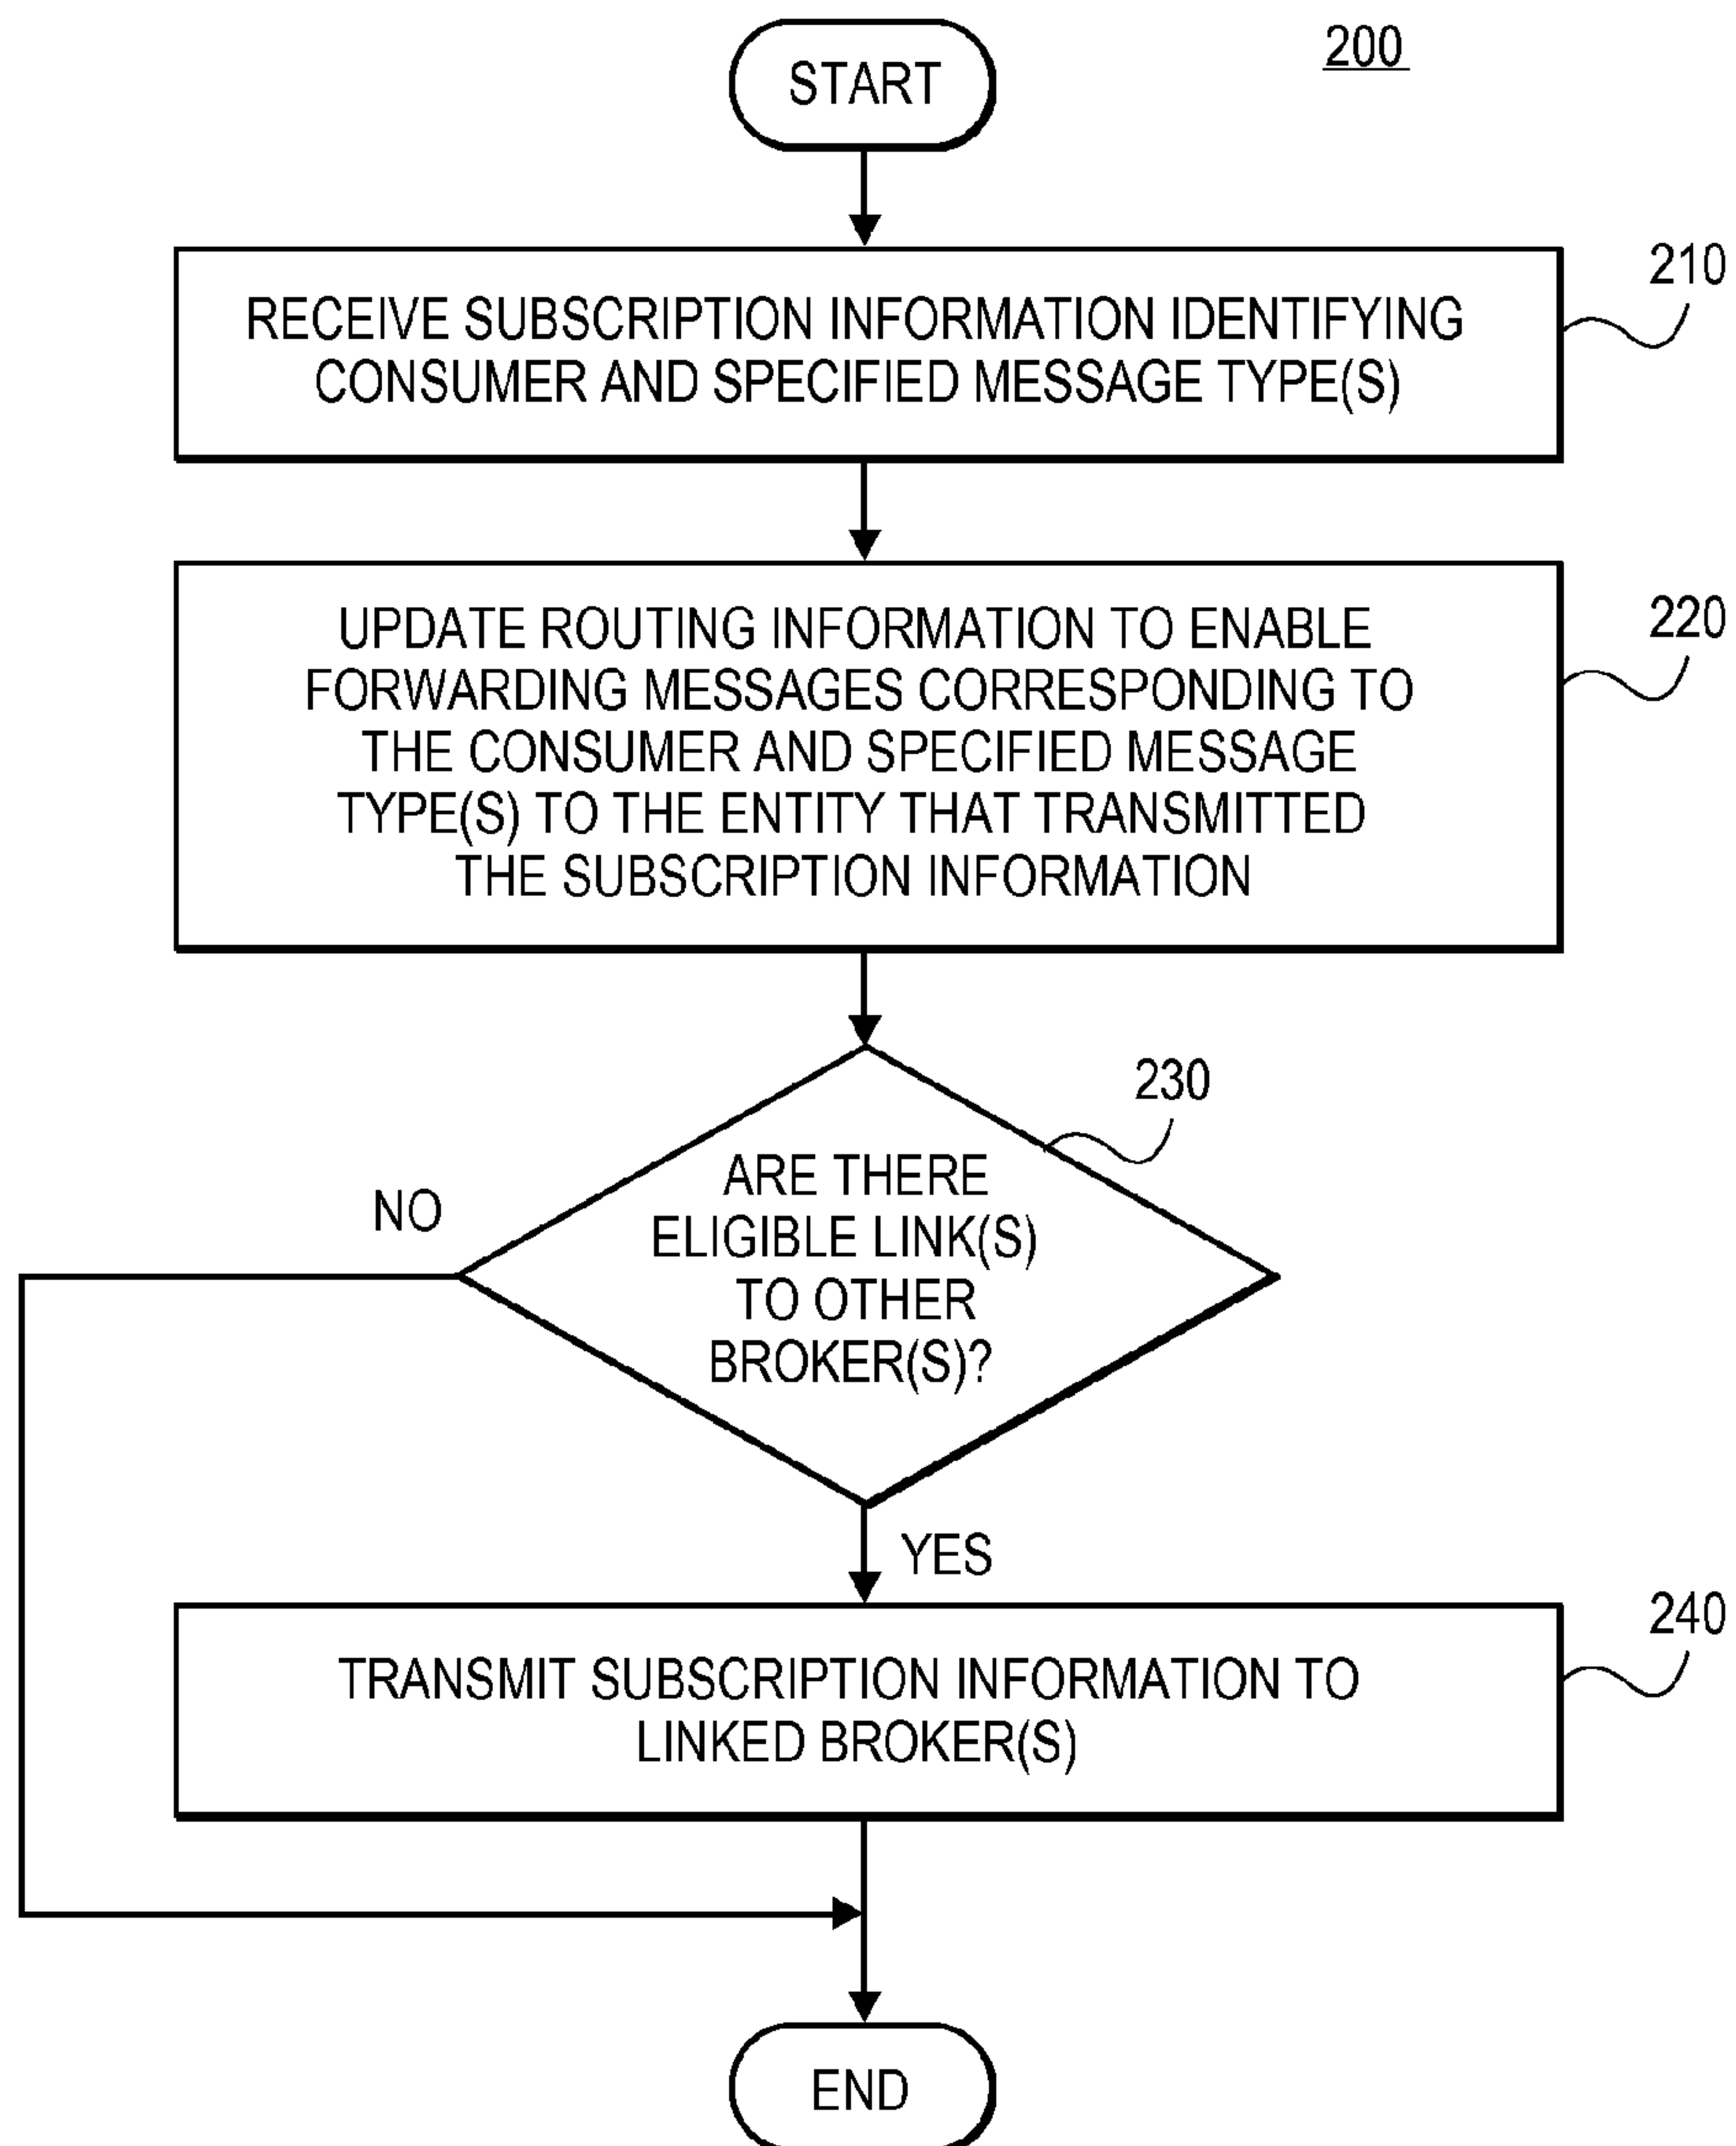 START
200
210
RECEIVE SUBSCRIPTION INFORMATION IDENTIFYING
CONSUMER AND SPECIFIED MESSAGE TYPE(S)
220
UPDATE ROUTING INFORMATION TO ENABLE
FORWARDING MESSAGES CORRESPONDING TO
THE CONSUMER AND SPECIFIED MESSAGE
TYPE(S) TO THE ENTITY THAT TRANSMITTED
THE SUBSCRIPTION INFORMATION
230
ARE THERE
ELIGIBLE LINK(S)
TO OTHER
BROKER(S)?
NO
YES
240
TRANSMIT SUBSCRIPTION INFORMATION TO
LINKED BROKER(S)
END